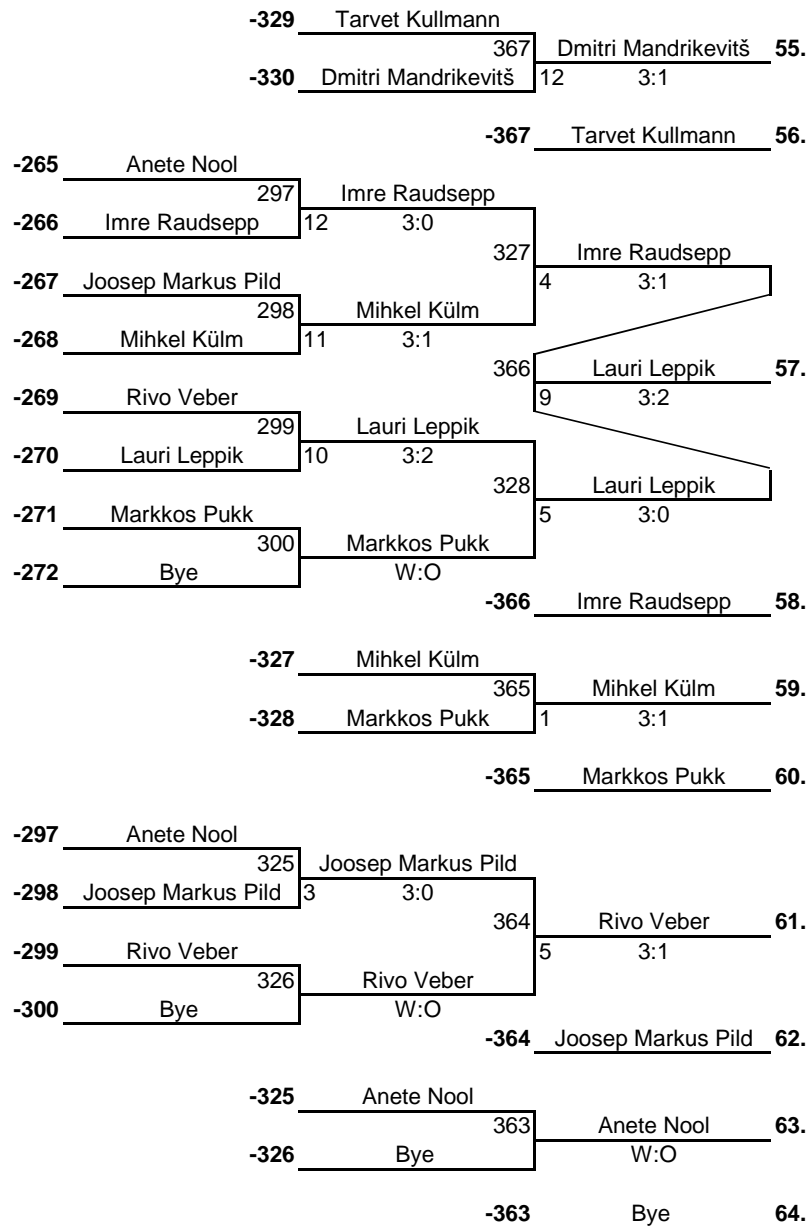 -329 Tarvet Kullmann
367 Dmitri Mandrikevitš 55.
-330 Dmitri Mandrikevitš 12 3:1
-367 Tarvet Kullmann 56.
-265 Anete Nool
297 Imre Raudsepp
-266 Imre Raudsepp 12 3:0
327 Imre Raudsepp
-267 Joosep Markus Pild 4 3:1
298 Mihkel Külm
-268 Mihkel Külm 11 3:1
366 Lauri Leppik 57.
-269 Rivo Veber 9 3:2
299 Lauri Leppik
-270 Lauri Leppik 10 3:2
328 Lauri Leppik
-271 Markkos Pukk 5 3:0
300 Markkos Pukk
-272 Bye W:O
-366 Imre Raudsepp 58.
-327 Mihkel Külm
365 Mihkel Külm 59.
-328 Markkos Pukk 1 3:1
-365 Markkos Pukk 60.
-297 Anete Nool
325 Joosep Markus Pild
-298 Joosep Markus Pild 3 3:0
364 Rivo Veber 61.
-299 Rivo Veber 5 3:1
326 Rivo Veber
-300 Bye W:O
-364 Joosep Markus Pild 62.
-325 Anete Nool
363 Anete Nool 63.
-326 Bye W:O
-363 Bye 64.